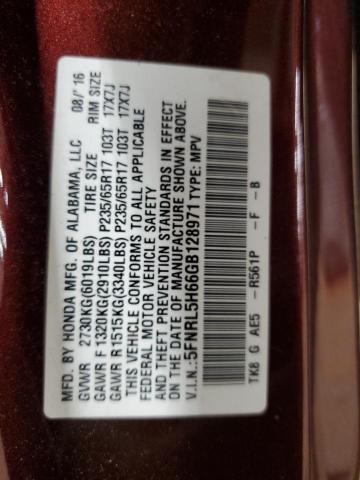 MFD. BY HONDA MFG. OF ALABAMA, LLC 08/'16
GVWR 2730KG(6019LBS) TIRE SIZE RIM SIZE
GAWR F 1320KG(2910LBS) P235/65R17 103T 17X7J
GAWR R 1515KG(3340LBS) P235/65R17 103T 17X7J
THIS VEHICLE CONFORMS TO ALL APPLICABLE
FEDERAL MOTOR VEHICLE SAFETY
AND THEFT PREVENTION STANDARDS IN EFFECT
ON THE DATE OF MANUFACTURE SHOWN ABOVE.
V.I.N.:5FNRL5H66GB128971 TYPE: MPV
TK8 G AE5 -R561P -F -B